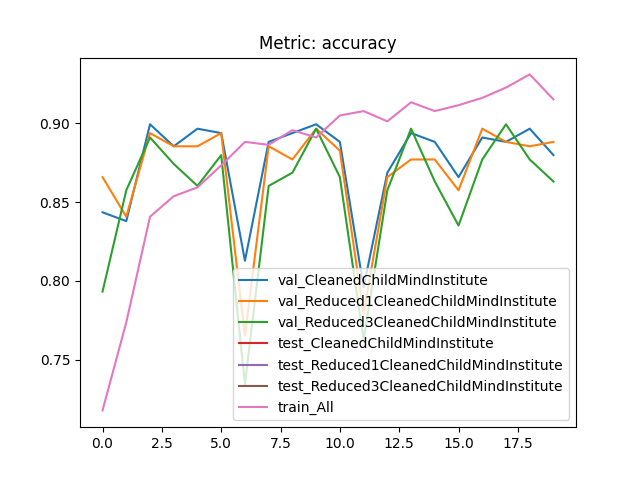 Metric: accuracy
0.90
0.85
0.80
0.75
val_CleanedChildMindInstitute
val_Reduced1CleanedChildMindInstitute
val_Reduced3CleanedChildMindInstitute
test_CleanedChildMindInstitute
test_Reduced1CleanedChildMindInstitute
test_Reduced3CleanedChildMindInstitute
train_All
0.0 2.5 5.0 7.5 10.0 12.5 15.0 17.5